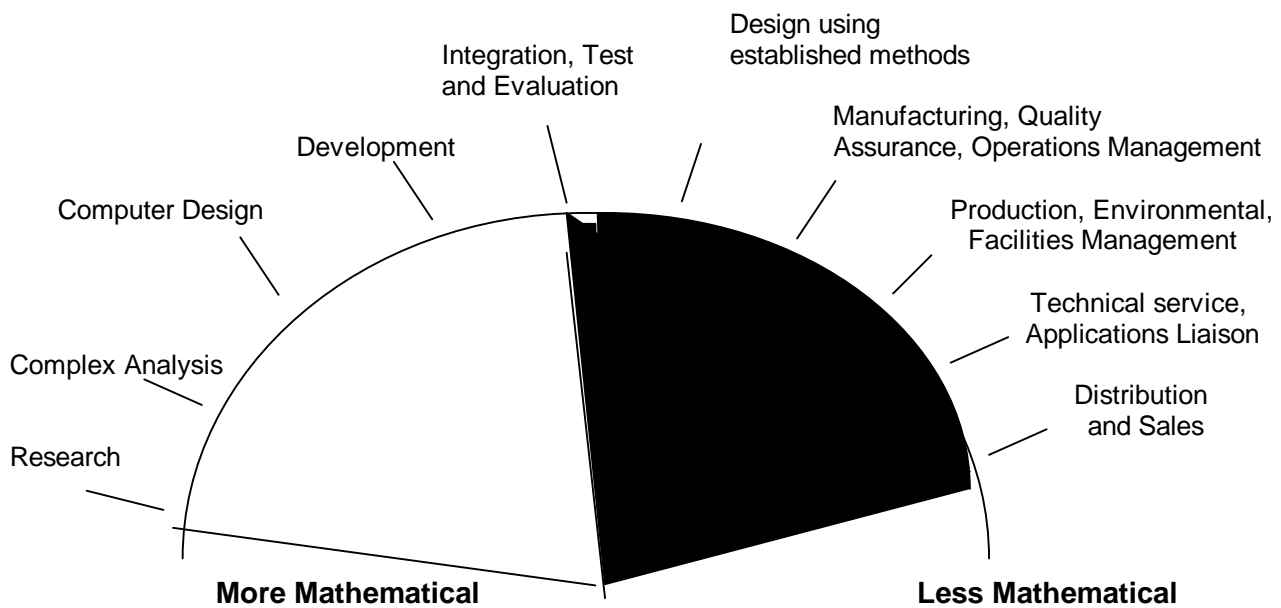 Design using
established methods
Integration, Test
and Evaluation
Manufacturing, Quality
Assurance, Operations Management
Development
Computer Design
Production, Environmental,
Facilities Management
Technical service,
Applications Liaison
Complex Analysis
Distribution
and Sales
Research
More Mathematical
Less Mathematical